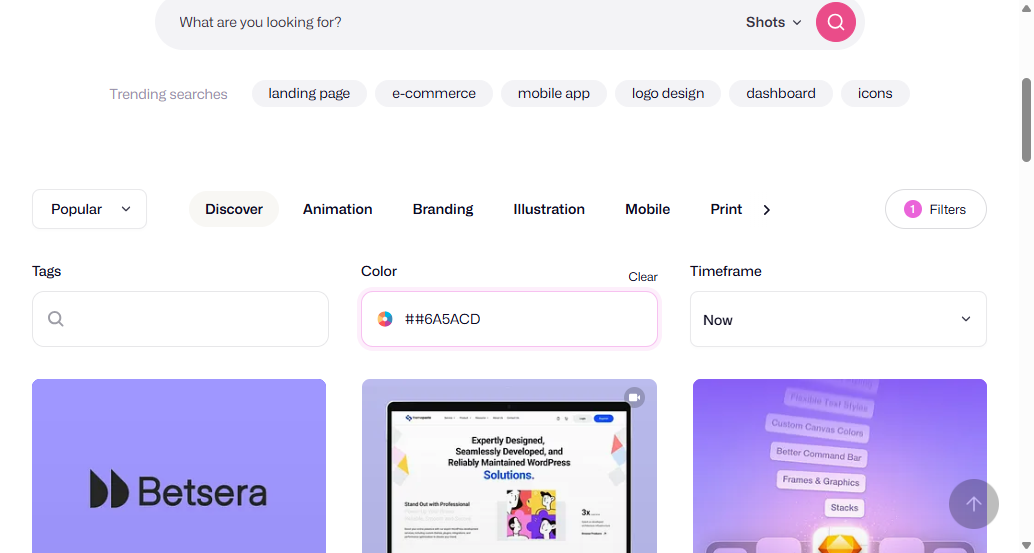 What are you looking for?
Shots
Trending searches
landing page
e-commerce
mobile app
logo design
dashboard
icons
Popular
Discover
Animation
Branding
Illustration
Mobile
Print
1 Filters
Tags
Color
Clear
Timeframe
##6A5ACD
Now
Betsera
Expertly Designed,
Seamlessly Developed, and
Reliably Maintained WordPress
Solutions.
Stand Out with Professional
3x
Flexible Text Styles
Custom Canvas Colors
Better Command Bar
Frames & Graphics
Stacks